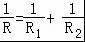 1/R = 1/R₁ + 1/R₂